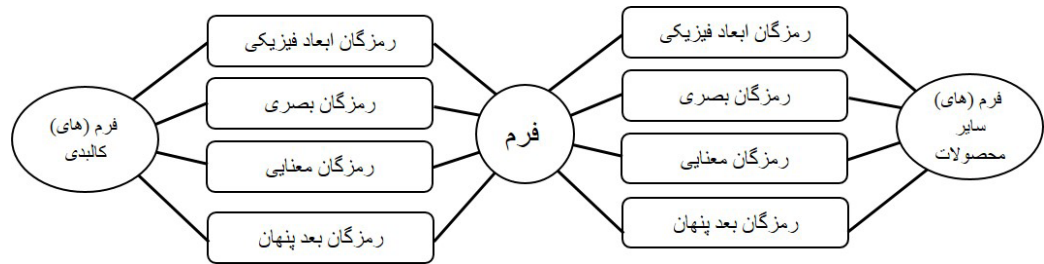 رمزگان ابعاد فیزیکی
رمزگان بصری
رمزگان معنایی
رمزگان بعد پنهان
فرم (های)
سایر
محصولات
فرم
رمزگان ابعاد فیزیکی
رمزگان بصری
رمزگان معنایی
رمزگان بعد پنهان
فرم (های)
کالبدی